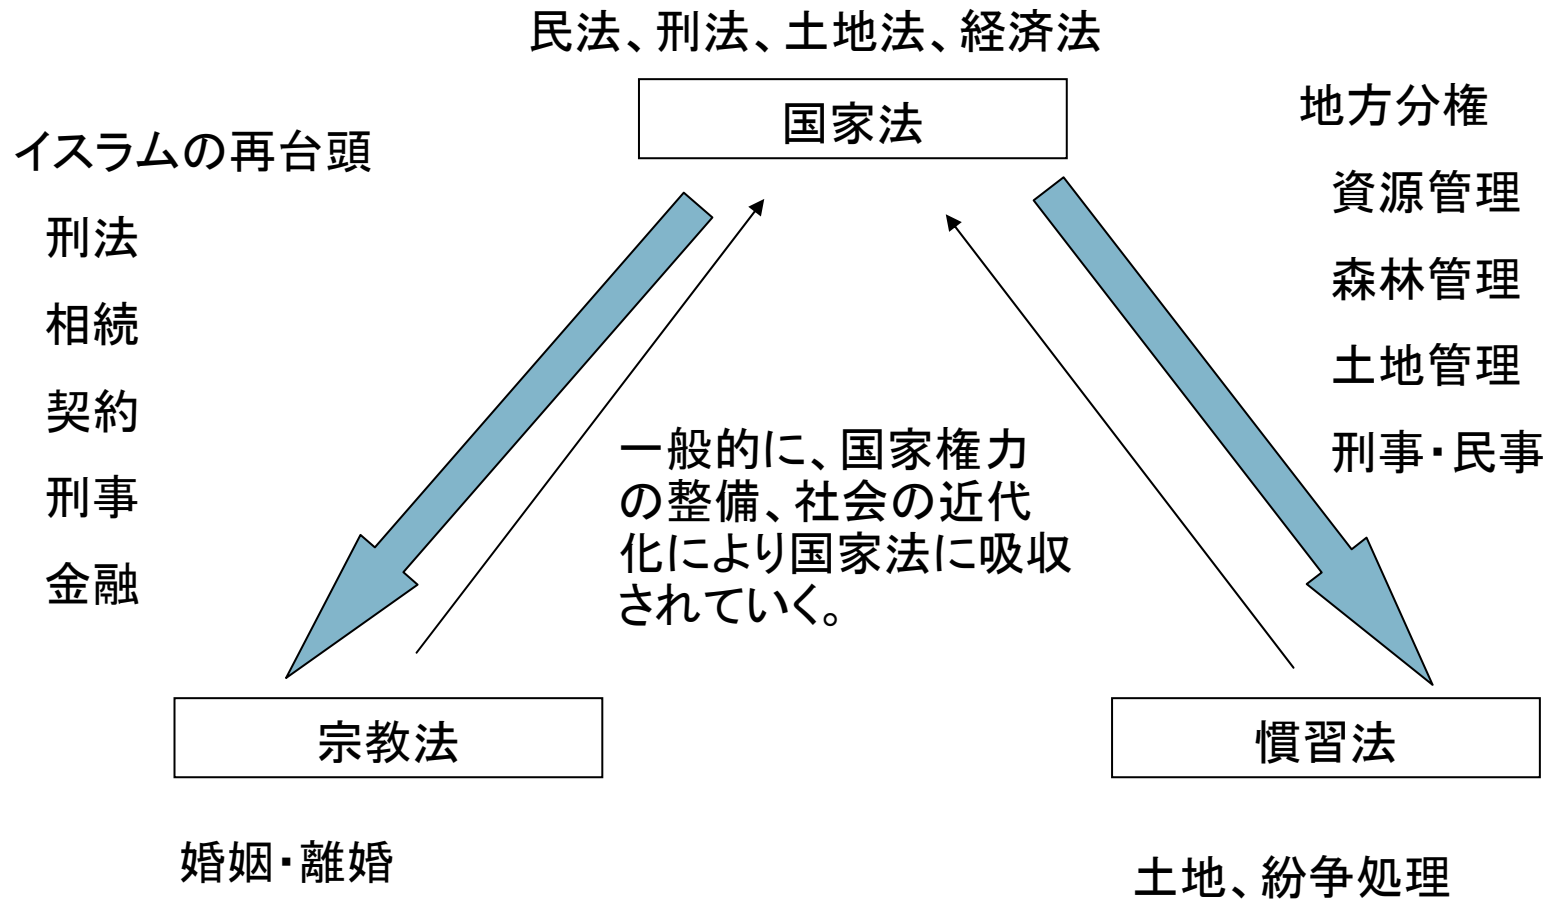 民法、刑法、土地法、経済法
国家法
イスラムの再台頭
刑法
相続
契約
刑事
金融
地方分権
資源管理
森林管理
土地管理
刑事・民事
一般的に、国家権力
の整備、社会の近代
化により国家法に吸収
されていく。
宗教法
慣習法
婚姻・離婚
土地、紛争処理